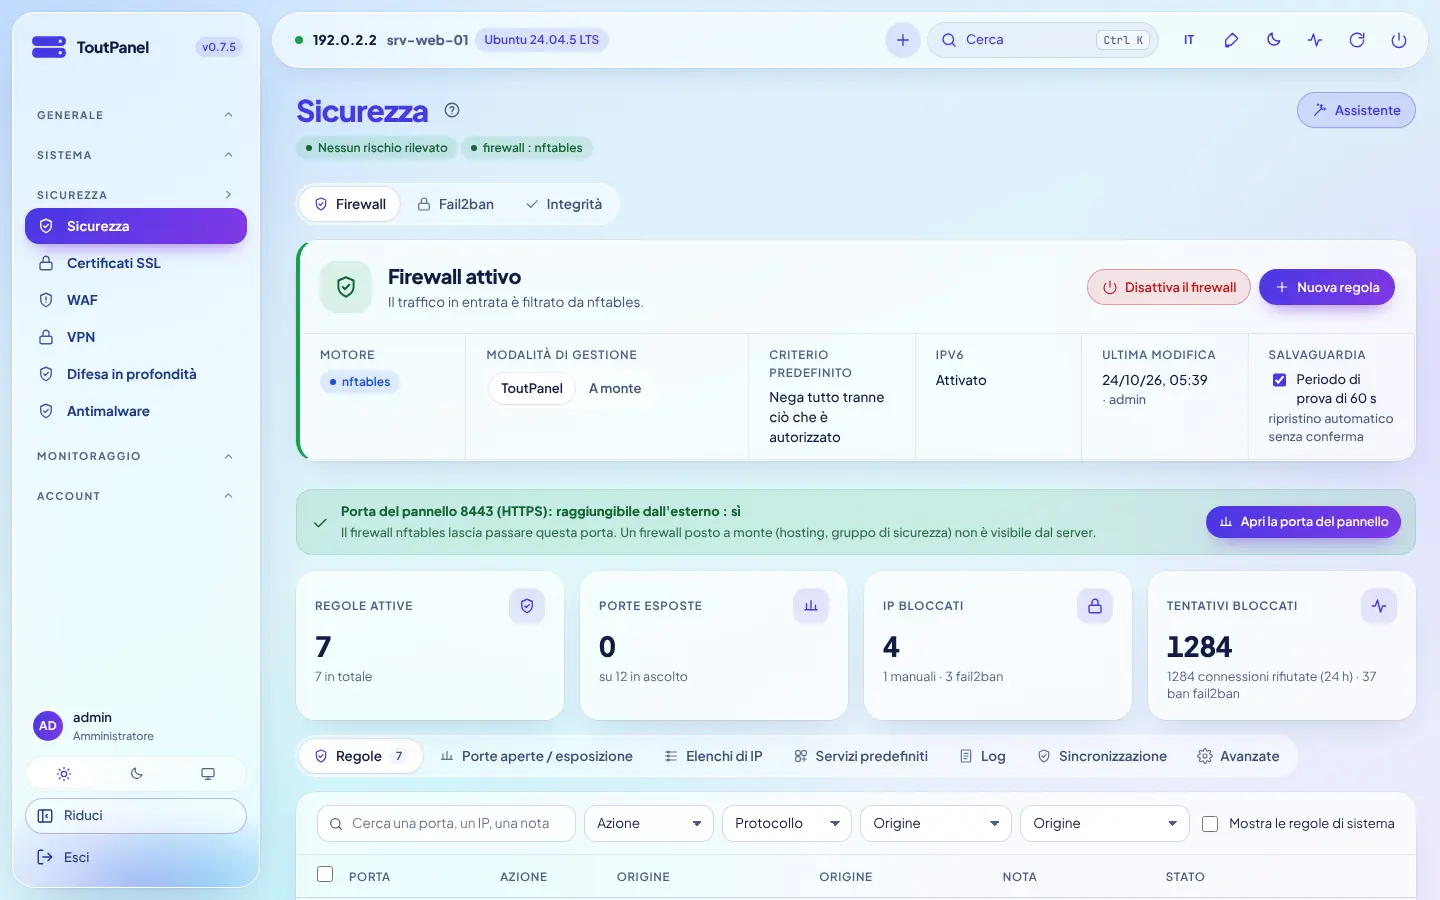 ToutPanel
v0.7.5
GENERALE
SISTEMA
SICUREZZA
Sicurezza
Certificati SSL
WAF
VPN
Difesa in profondità
Antimalware
MONITORAGGIO
ACCOUNT
AD
admin
Amministratore
Riduci
Esci
192.0.2.2 srv-web-01 Ubuntu 24.04.5 LTS
Cerca Ctrl K
IT
Sicurezza
Assistente
Nessun rischio rilevato
firewall : nftables
Firewall
Fail2ban
Integrità
Firewall attivo
Il traffico in entrata è filtrato da nftables.
Disattiva il firewall
Nuova regola
MOTORE
nftables
MODALITÀ DI GESTIONE
ToutPanel
A monte
CRITERIO
PREDEFINITO
Nega tutto tranne
ciò che è
autorizzato
IPV6
Attivato
ULTIMA MODIFICA
24/10/26, 05:39
· admin
SALVAGUARDIA
Periodo di
prova di 60 s
ripristino automatico
senza conferma
Porta del pannello 8443 (HTTPS): raggiungibile dall'esterno : sì
Il firewall nftables lascia passare questa porta. Un firewall posto a monte (hosting, gruppo di sicurezza) non è visibile dal server.
Apri la porta del pannello
REGOLE ATTIVE
7
7 in totale
PORTE ESPOSTE
0
su 12 in ascolto
IP BLOCCATI
4
1 manuali · 3 fail2ban
TENTATIVI BLOCCATI
1284
1284 connessioni rifiutate (24 h) · 37
ban fail2ban
Regole 7
Porte aperte / esposizione
Elenchi di IP
Servizi predefiniti
Log
Sincronizzazione
Avanzate
Cerca una porta, un IP, una nota
Azione
Protocollo
Origine
Origine
Mostra le regole di sistema
PORTA
AZIONE
ORIGINE
ORIGINE
NOTA
STATO